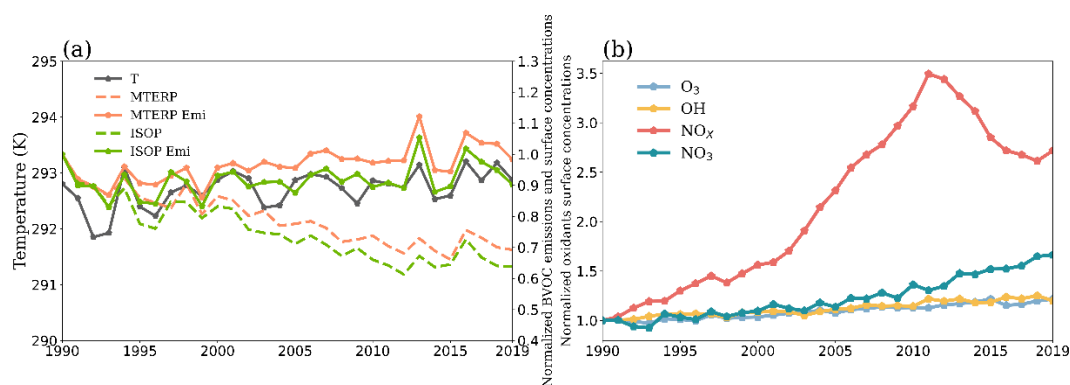 (a)
295
294
293
292
291
290
Temperature (K)
T
MTERP
MTERP Emi
ISOP
ISOP Emi
1.3
1.2
1.1
1.0
0.9
0.8
0.7
0.6
0.5
0.4
Normalized BVOC emissions and surface concentrations
1990 1995 2000 2005 2010 2015 2019
(b)
3.5
3.0
2.5
2.0
1.5
1.0
Normalized oxidants surface concentrations
O₃
OH
NOₓ
NO₃
1990 1995 2000 2005 2010 2015 2019